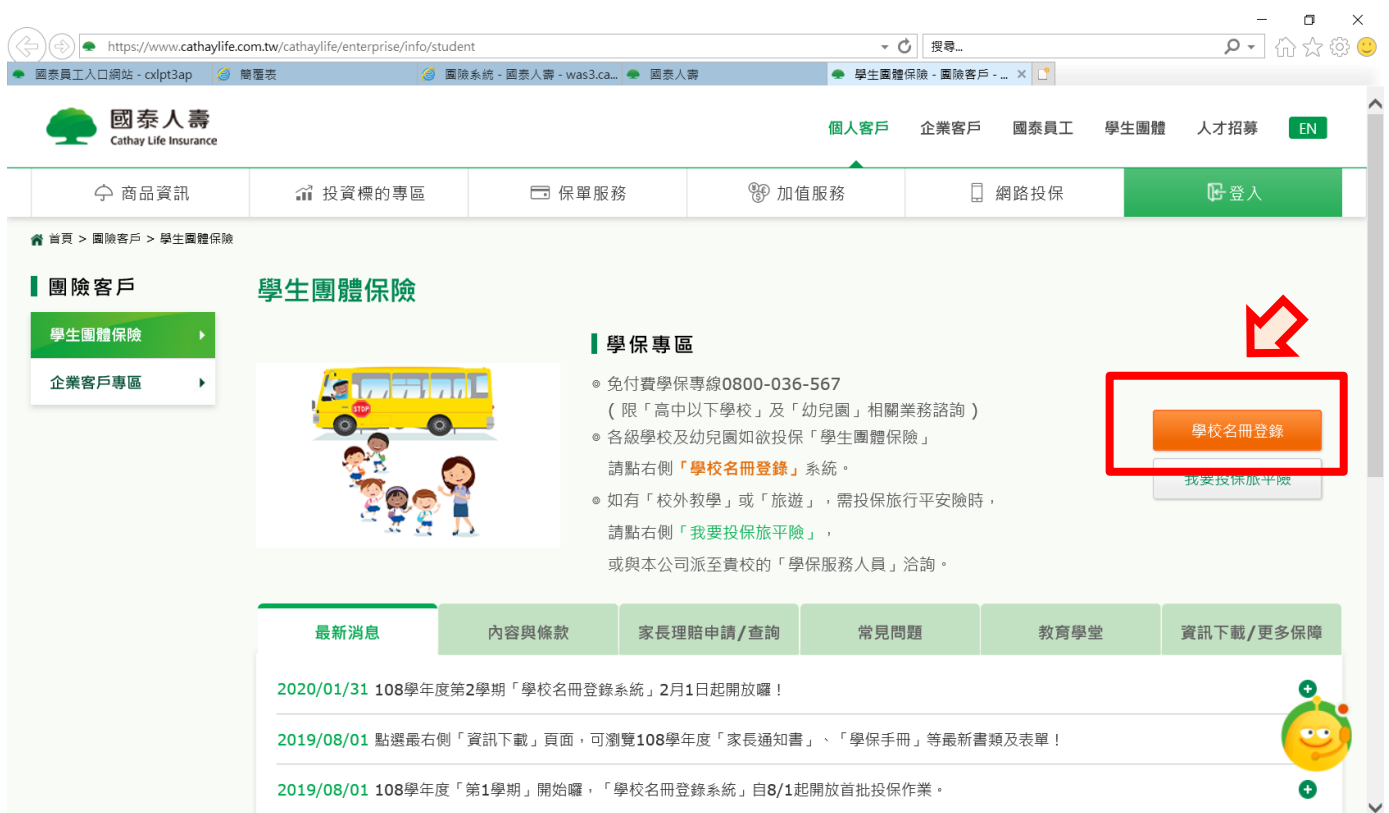 https://www.cathaylife.com.tw/cathaylife/enterprise/info/student
搜尋...
國泰員工入口網站 - cxlpt3ap
簡覆表
團險系統 - 國泰人壽 - was3.ca...
國泰人壽
學生團體保險 - 團險客戶 - ...
國泰人壽
Cathay Life Insurance
個人客戶
企業客戶
國泰員工
學生團體
人才招募
EN
商品資訊
投資標的專區
保單服務
加值服務
網路投保
登入
首頁 > 團險客戶 > 學生團體保險
團險客戶
學生團體保險
企業客戶專區
學生團體保險
STOP
學保專區
免付費學保專線0800-036-567
( 限「高中以下學校」及「幼兒園」相關業務諮詢 )
各級學校及幼兒園如欲投保「學生團體保險」
請點右側「學校名冊登錄」系統。
如有「校外教學」或「旅遊」，需投保旅行平安險時，
請點右側「我要投保旅平險」，
或與本公司派至貴校的「學保服務人員」洽詢。
學校名冊登錄
我要投保旅平險
最新消息
內容與條款
家長理賠申請/查詢
常見問題
教育學堂
資訊下載/更多保障
2020/01/31 108學年度第2學期「學校名冊登錄系統」2月1日起開放囉！
2019/08/01 點選最右側「資訊下載」頁面，可瀏覽108學年度「家長通知書」、「學保手冊」等最新書類及表單！
2019/08/01 108學年度「第1學期」開始囉，「學校名冊登錄系統」自8/1起開放首批投保作業。